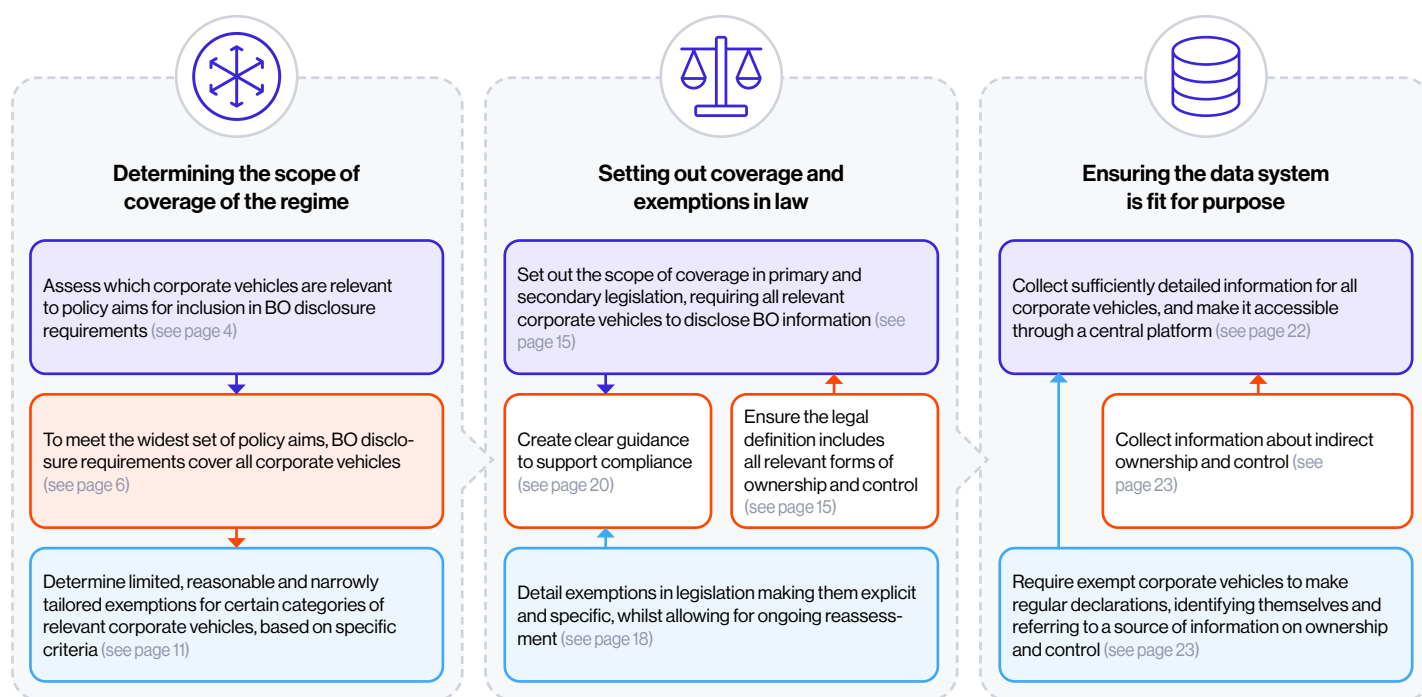 Determining the scope of
coverage of the regime
Assess which corporate vehicles are relevant
to policy aims for inclusion in BO disclosure
requirements (see page 4)
To meet the widest set of policy aims, BO disclo-
sure requirements cover all corporate vehicles
(see page 6)
Determine limited, reasonable and narrowly
tailored exemptions for certain categories of
relevant corporate vehicles, based on specific
criteria (see page 11)
Setting out coverage and
exemptions in law
Set out the scope of coverage in primary and
secondary legislation, requiring all relevant
corporate vehicles to disclose BO information (see
page 15)
Create clear guidance
to support compliance
(see page 20)
Ensure the legal
definition includes
all relevant forms of
ownership and control
(see page 15)
Detail exemptions in legislation making them explicit
and specific, whilst allowing for ongoing reassess-
ment (see page 18)
Ensuring the data system
is fit for purpose
Collect sufficiently detailed information for all
corporate vehicles, and make it accessible
through a central platform (see page 22)
Collect information about indirect
ownership and control (see
page 23)
Require exempt corporate vehicles to make
regular declarations, identifying themselves and
referring to a source of information on ownership
and control (see page 23)